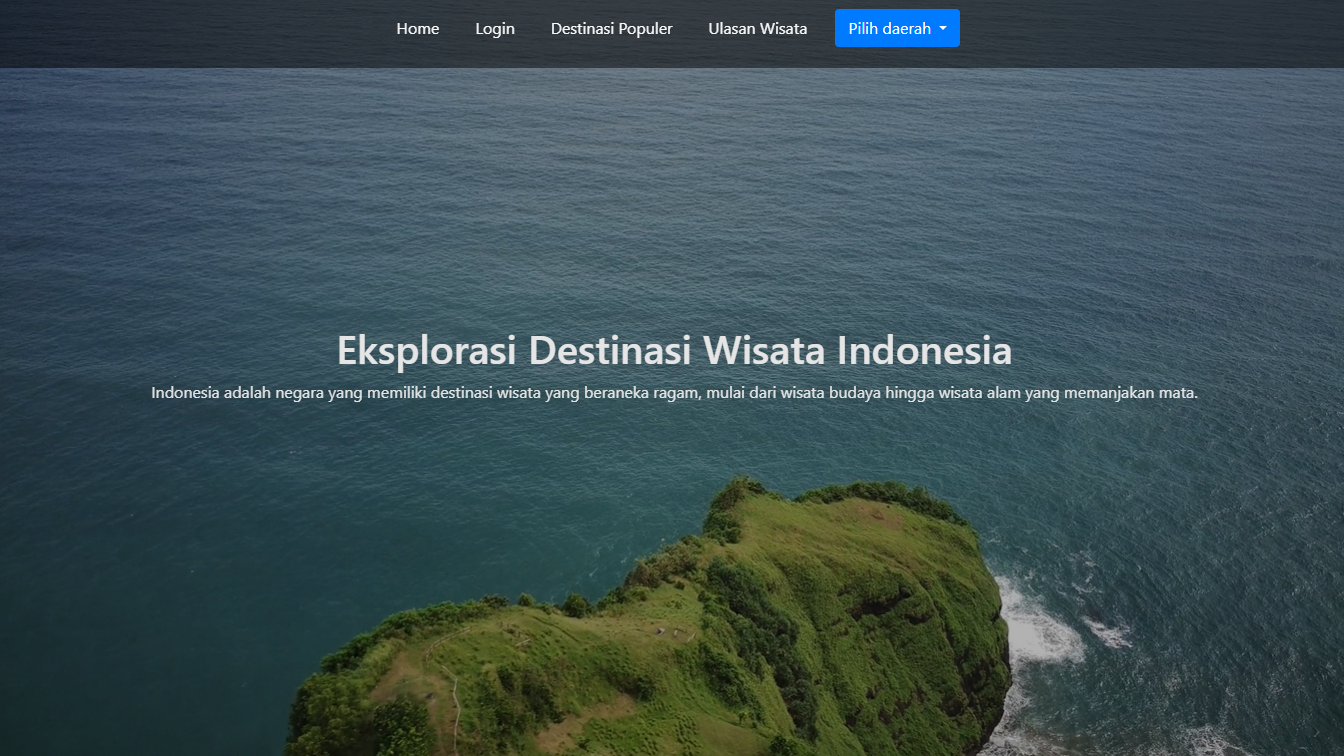 Home Login Destinasi Populer Ulasan Wisata Pilih daerah
Eksplorasi Destinasi Wisata Indonesia
Indonesia adalah negara yang memiliki destinasi wisata yang beraneka ragam, mulai dari wisata budaya hingga wisata alam yang memanjakan mata.